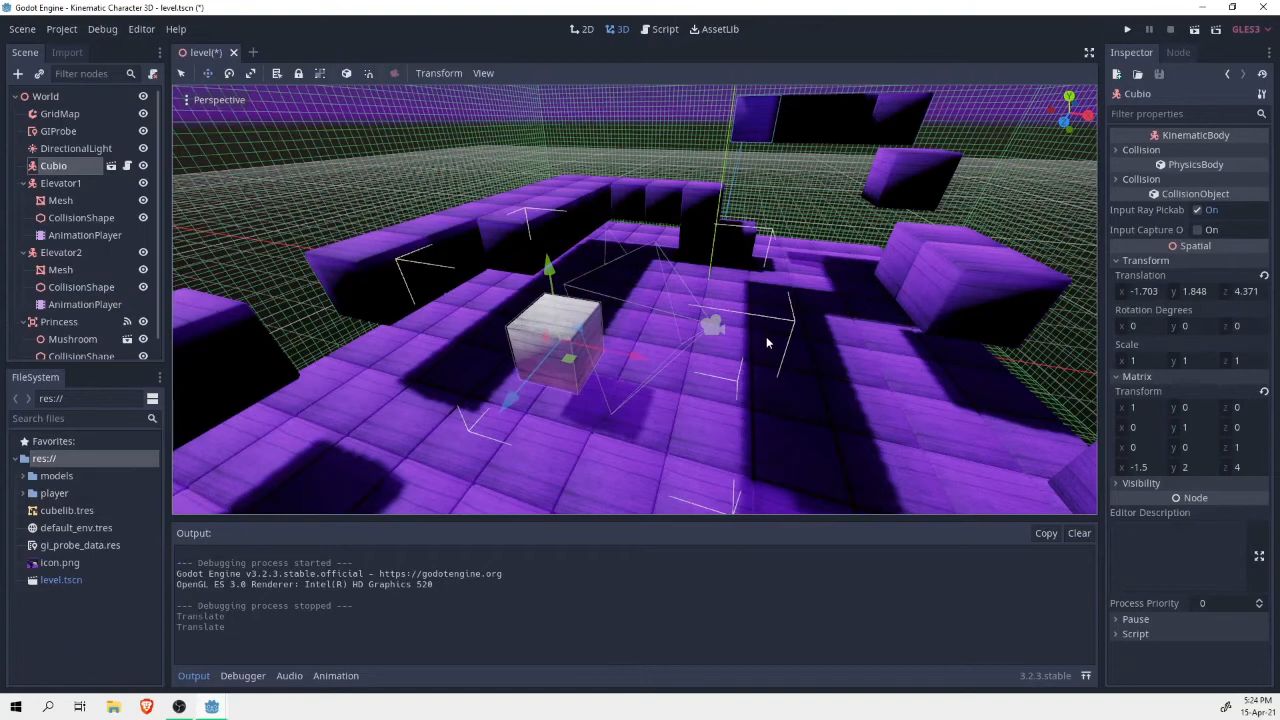 Godot Engine - Kinematic Character 3D - level.tscn (*)
Scene Project Debug Editor Help
2D 3D Script AssetLib
GLES3
Scene Import
level(*)
Inspector Node
Filter nodes
Transform View
Perspective
World
GridMap
GIProbe
DirectionalLight
Cubio
Elevator1
Mesh
CollisionShape
AnimationPlayer
Elevator2
Mesh
CollisionShape
AnimationPlayer
Princess
Mushroom
CollisionShape
FileSystem
res://
Search files
Favorites:
res://
models
player
cubelib.tres
default_env.tres
gi_probe_data.res
icon.png
level.tscn
Y
Output:
Copy Clear
--- Debugging process started ---
Godot Engine v3.2.3.stable.official - https://godotengine.org
OpenGL ES 3.0 Renderer: Intel(R) HD Graphics 520
--- Debugging process stopped ---
Translate
Translate
Output Debugger Audio Animation
3.2.3.stable
Cubio
Filter properties
KinematicBody
Collision
PhysicsBody
Collision
CollisionObject
Input Ray Pickab On
Input Capture O On
Spatial
Transform
Translation
x -1.703 y 1.848 z 4.371
Rotation Degrees
x 0 y 0 z 0
Scale
x 1 y 1 z 1
Matrix
Transform
x 1 y 0 z 0
x 0 y 1 z 0
x 0 y 0 z 1
x -1.5 y 2 z 4
Visibility
Node
Editor Description
Process Priority 0
Pause
Script
5:24 PM
15-Apr-21